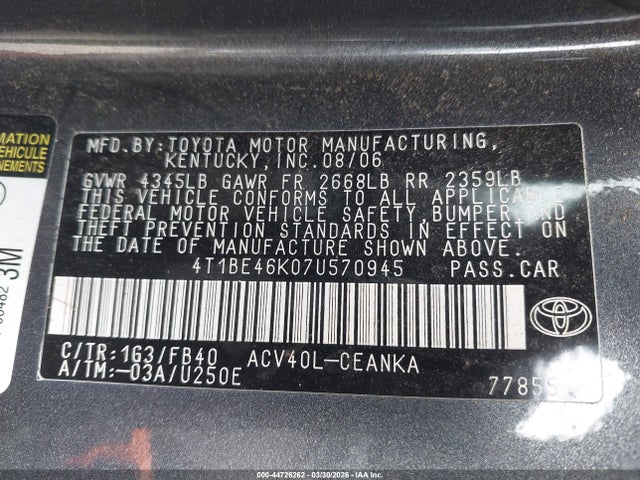 MFD.BY:TOYOTA MOTOR MANUFACTURING,
KENTUCKY, INC. 08/06
GVWR 4345LB GAWR FR 2668LB RR 2359LB
THIS VEHICLE CONFORMS TO ALL APPLICABLE
FEDERAL MOTOR VEHICLE SAFETY, BUMPER, AND
THEFT PREVENTION STANDARDS IN EFFECT ON
THE DATE OF MANUFACTURE SHOWN ABOVE.
4T1BE46K07U570945 PASS.CAR
C/TR:1G3/FB40 ACV40L-CEANKA
A/TM:-03A/U250E
TOYOTA
MATION
3M
000-44726262 - 03/30/2026 - IAAI Copart